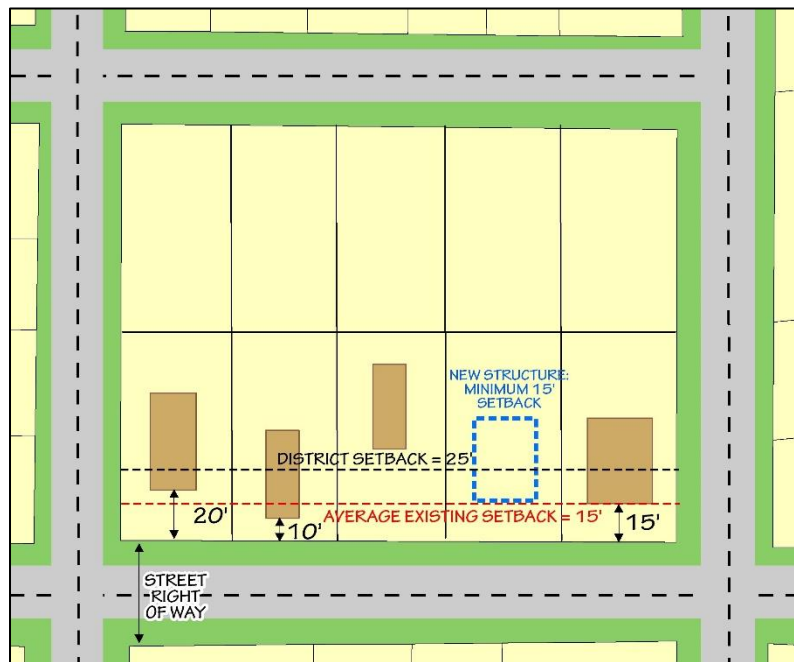 NEW STRUCTURE:
MINIMUM 15'
SETBACK
DISTRICT SETBACK = 25'
20'
10'
AVERAGE EXISTING SETBACK = 15'
15'
STREET
RIGHT
OF WAY